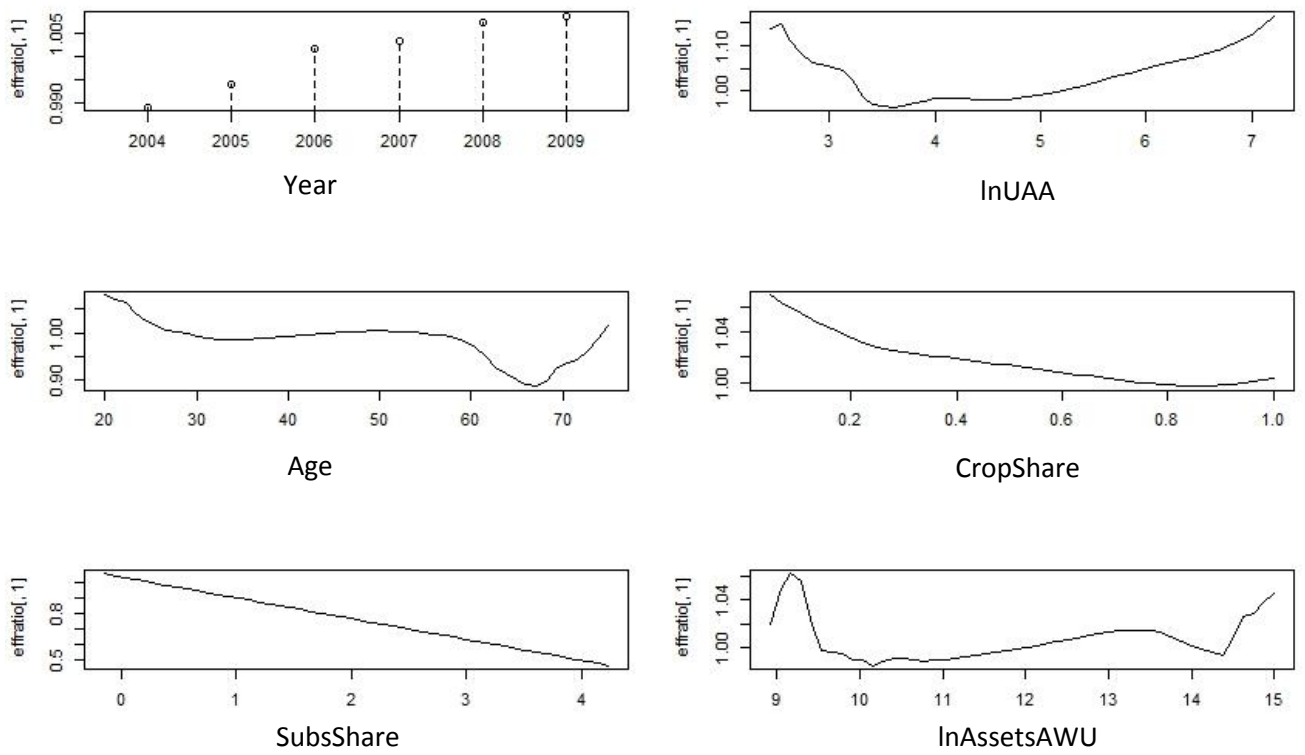 effratio[, 1]
0.990 1.005
2004 2005 2006 2007 2008 2009
Year
effratio[, 1]
1.00 1.10
3 4 5 6 7
lnUAA
effratio[, 1]
0.90 1.00
20 30 40 50 60 70
Age
effratio[, 1]
1.00 1.04
0.2 0.4 0.6 0.8 1.0
CropShare
effratio[, 1]
0.5 0.8
0 1 2 3 4
SubsShare
effratio[, 1]
1.00 1.04
9 10 11 12 13 14 15
lnAssetsAWU